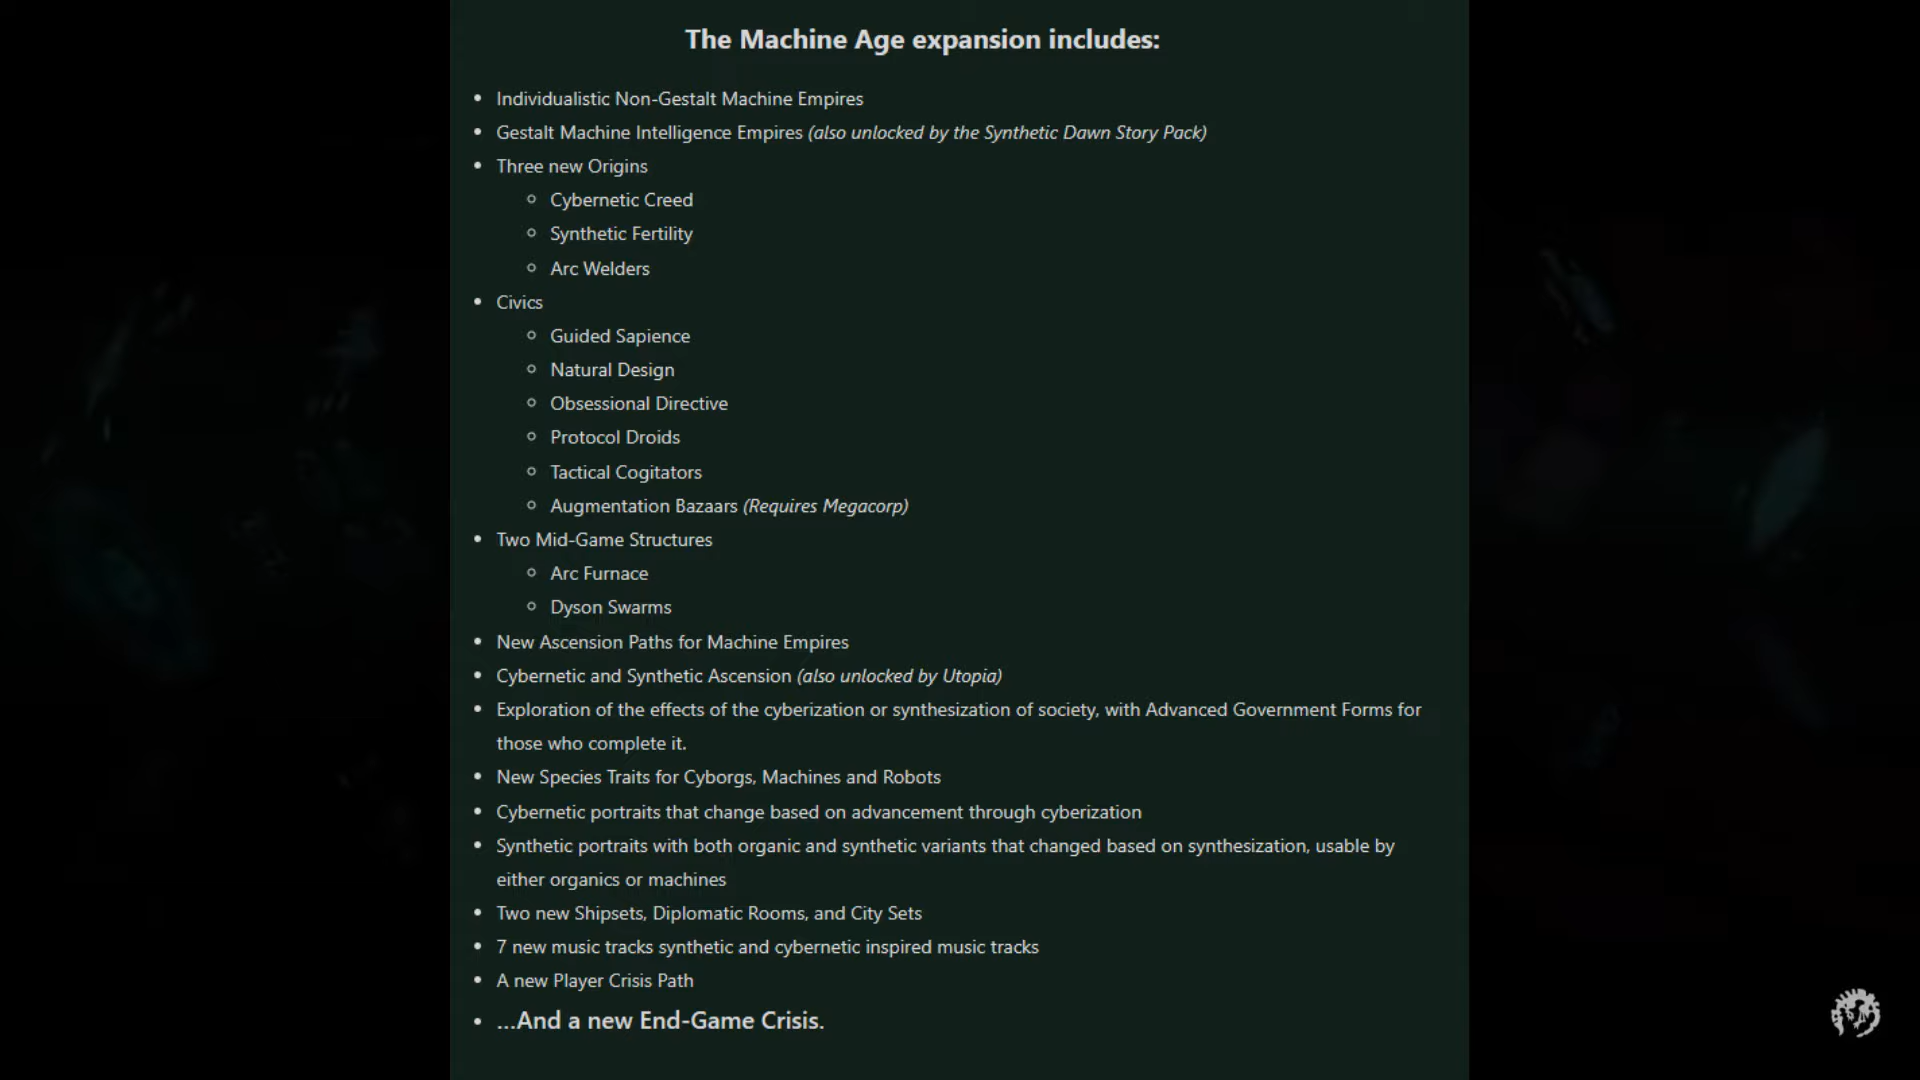 The Machine Age expansion includes:
Individualistic Non-Gestalt Machine Empires
Gestalt Machine Intelligence Empires (also unlocked by the Synthetic Dawn Story Pack)
Three new Origins
Cybernetic Creed
Synthetic Fertility
Arc Welders
Civics
Guided Sapience
Natural Design
Obsessional Directive
Protocol Droids
Tactical Cogitators
Augmentation Bazaars (Requires Megacorp)
Two Mid-Game Structures
Arc Furnace
Dyson Swarms
New Ascension Paths for Machine Empires
Cybernetic and Synthetic Ascension (also unlocked by Utopia)
Exploration of the effects of the cyberization or synthesization of society, with Advanced Government Forms for
those who complete it.
New Species Traits for Cyborgs, Machines and Robots
Cybernetic portraits that change based on advancement through cyberization
Synthetic portraits with both organic and synthetic variants that changed based on synthesization, usable by
either organics or machines
Two new Shipsets, Diplomatic Rooms, and City Sets
7 new music tracks synthetic and cybernetic inspired music tracks
A new Player Crisis Path
...And a new End-Game Crisis.